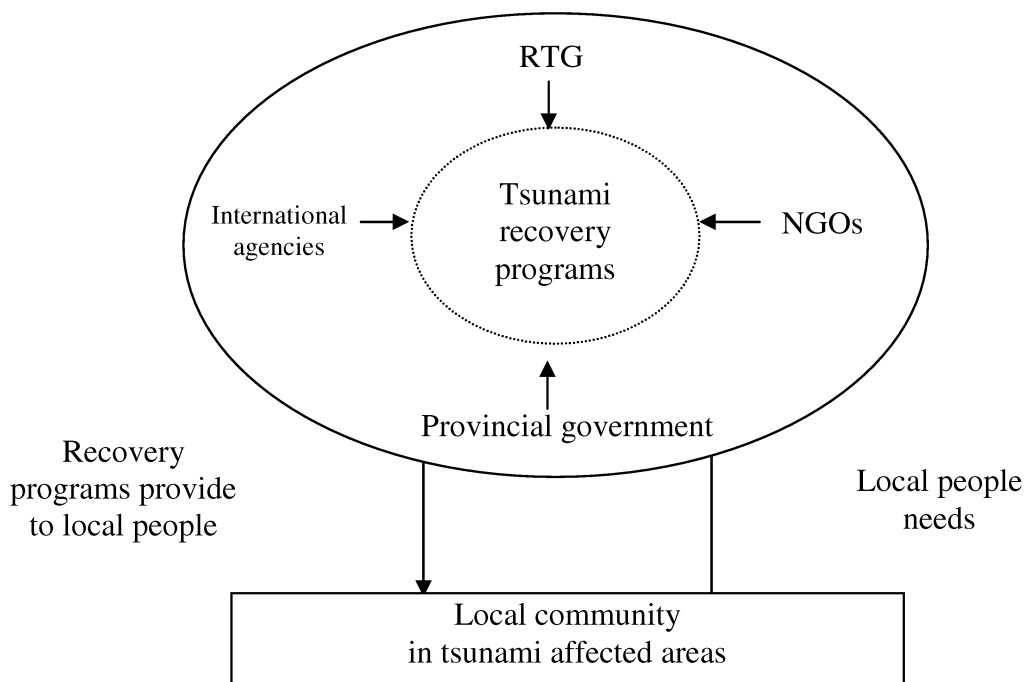 RTG
Tsunami
recovery
programs
International
agencies
NGOs
Provincial government
Recovery
programs provide
to local people
Local people
needs
Local community
in tsunami affected areas